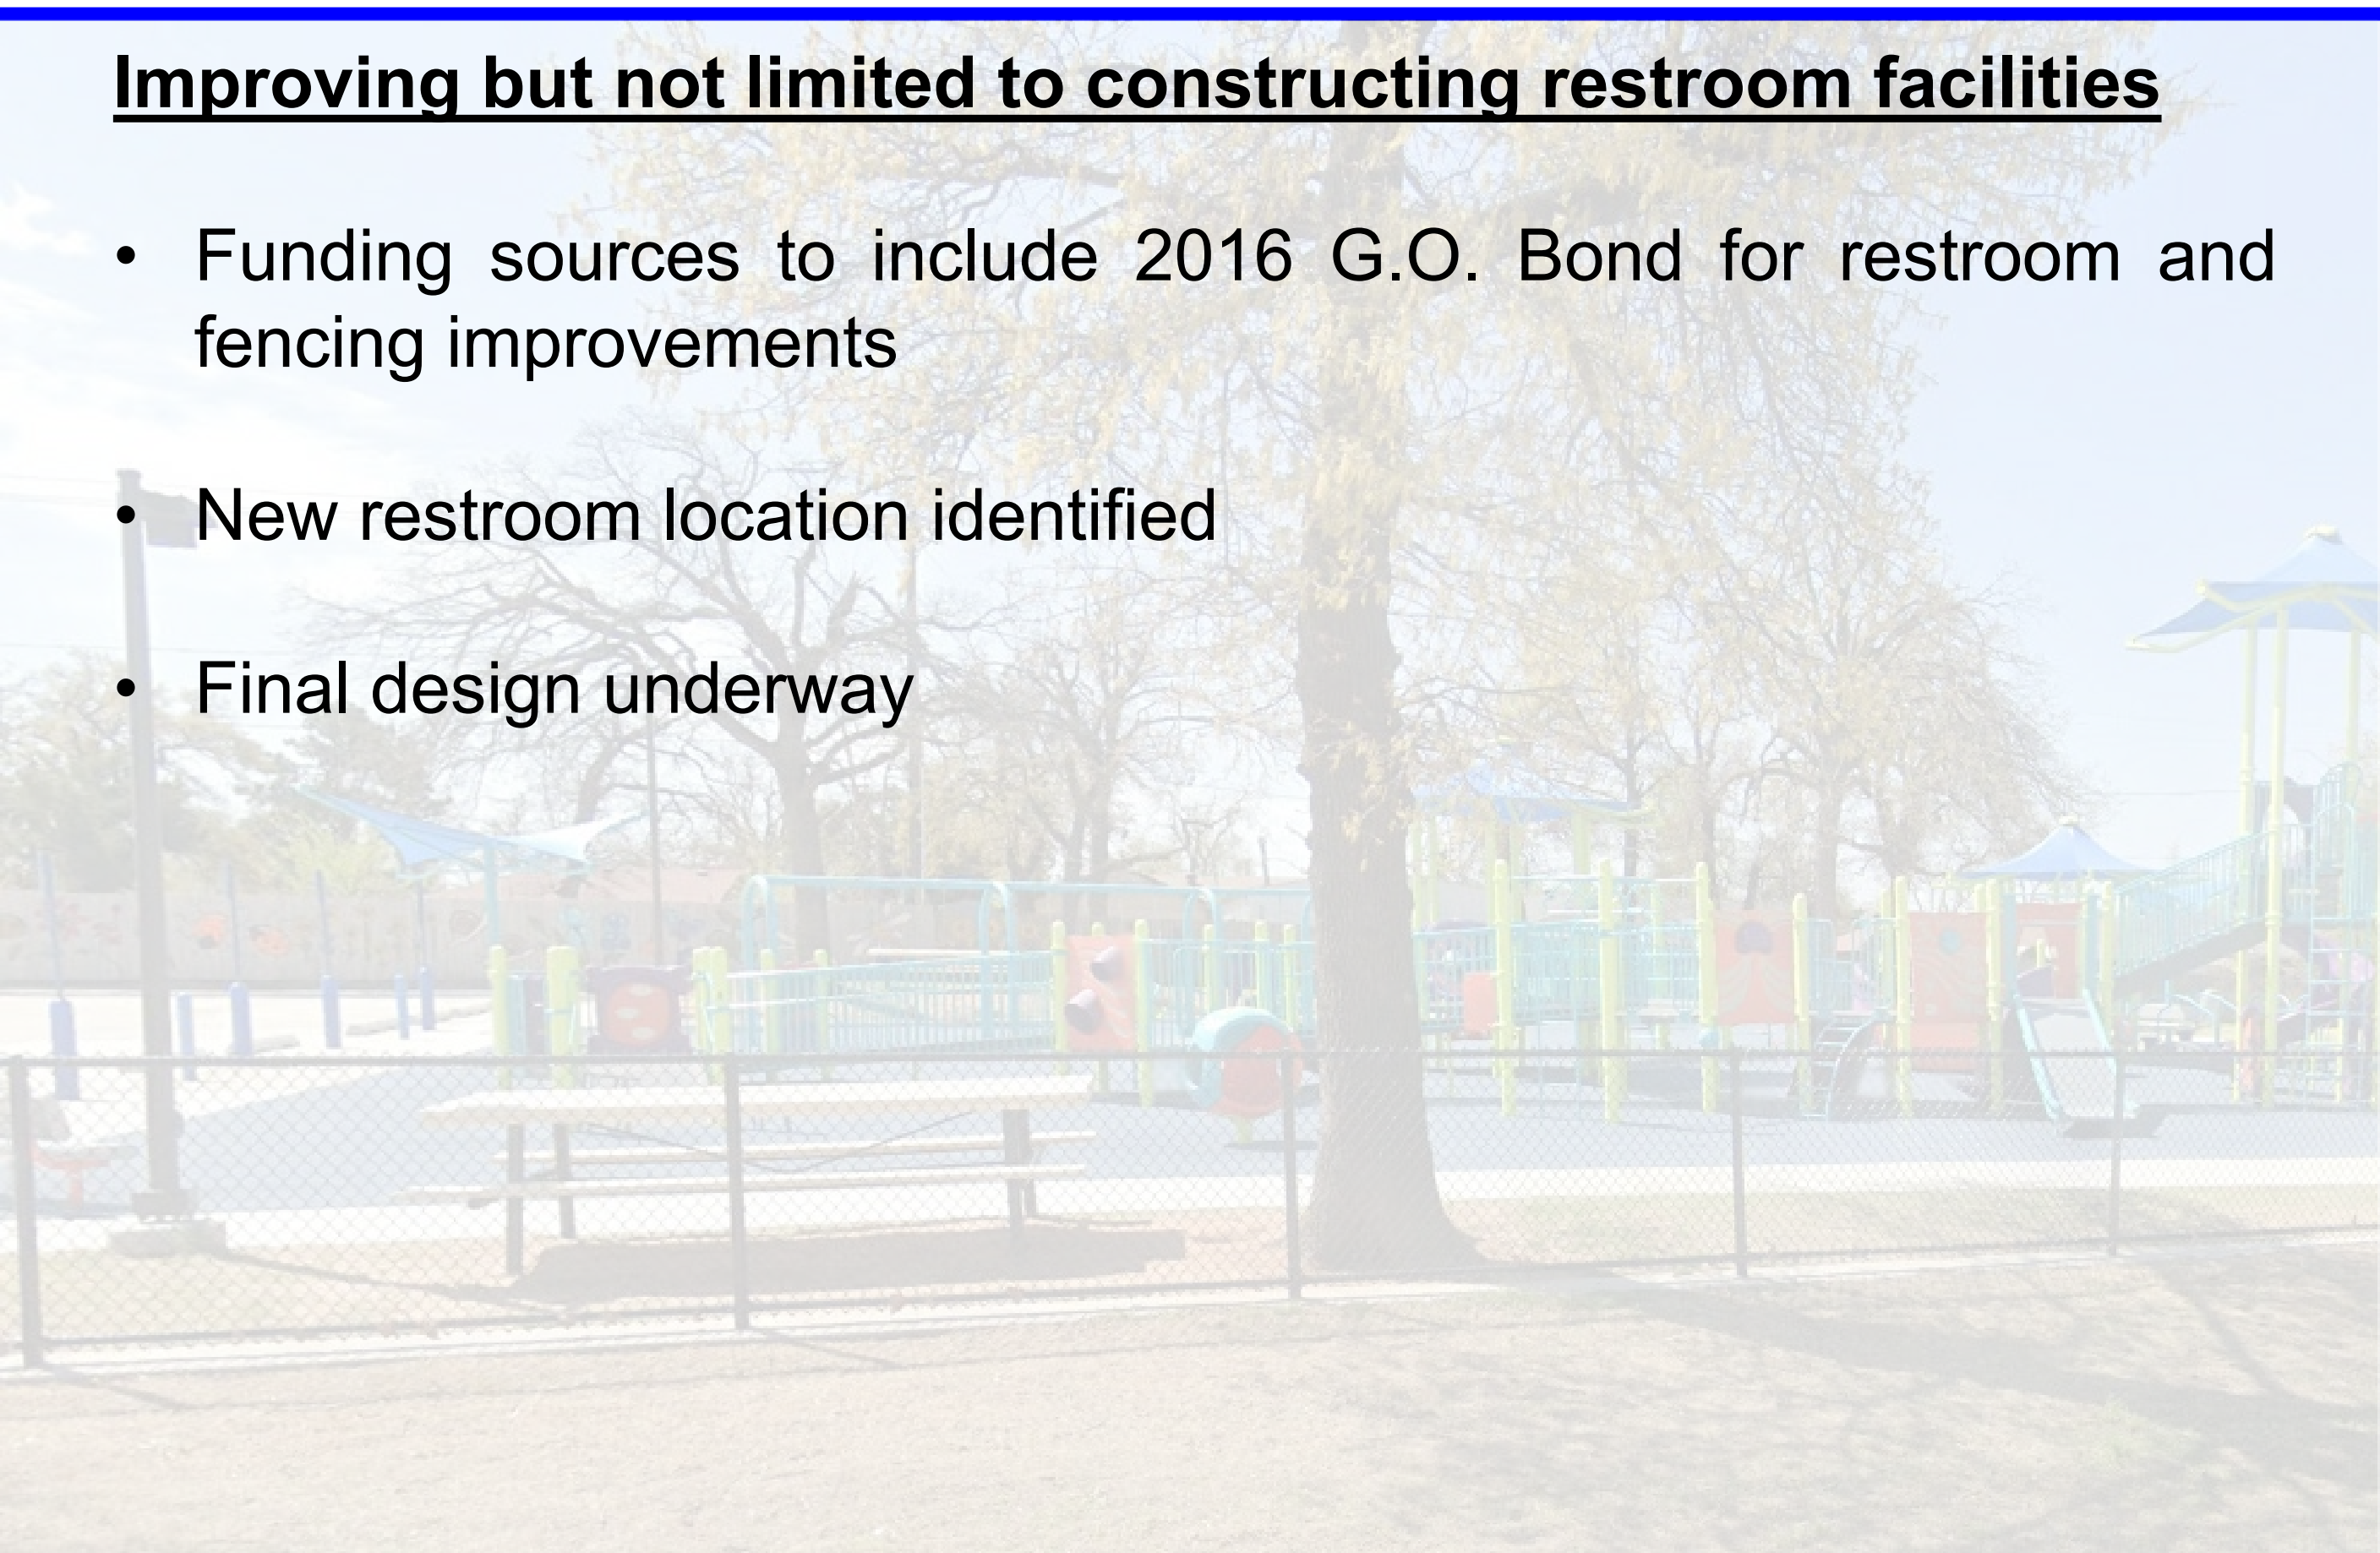 Improving but not limited to constructing restroom facilities
• Funding sources to include 2016 G.O. Bond for restroom and
fencing improvements
• New restroom location identified
• Final design underway